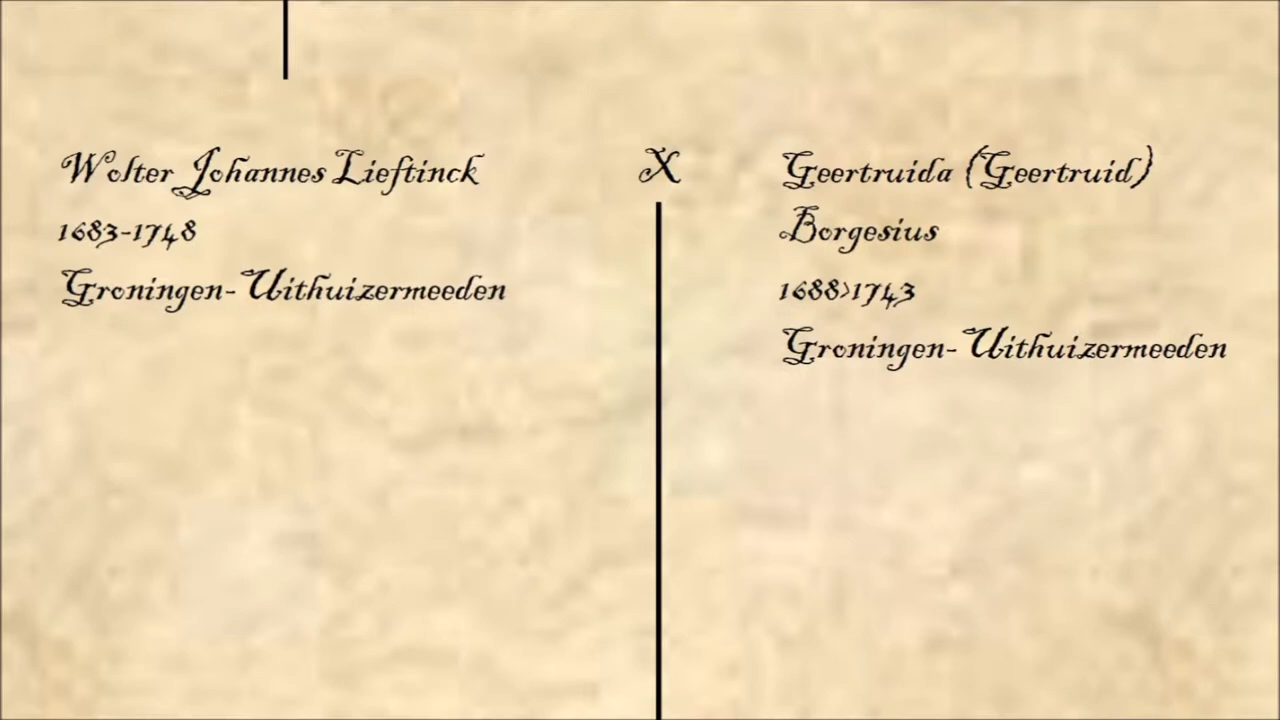 Wolter Johannes Lieftinck
1683-1748
Groningen-Uithuizermeeden
X
Geertruida (Geertruid)
Borgesius
1688>1743
Groningen-Uithuizermeeden